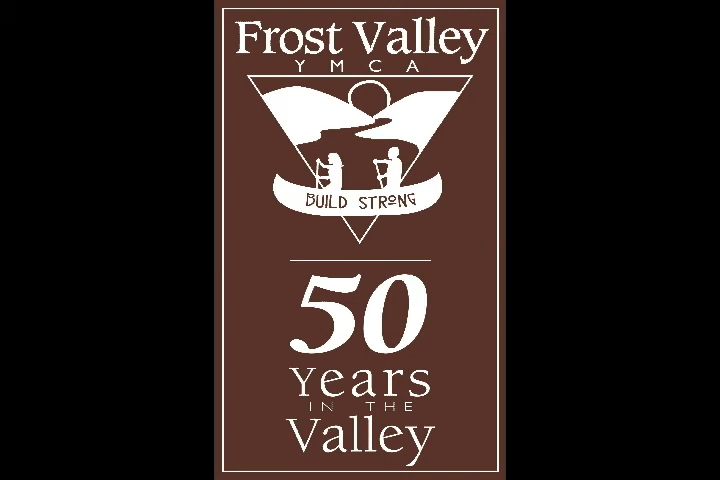 Frost Valley
YMCA
BUILD STRONG
50
Years
IN THE
Valley